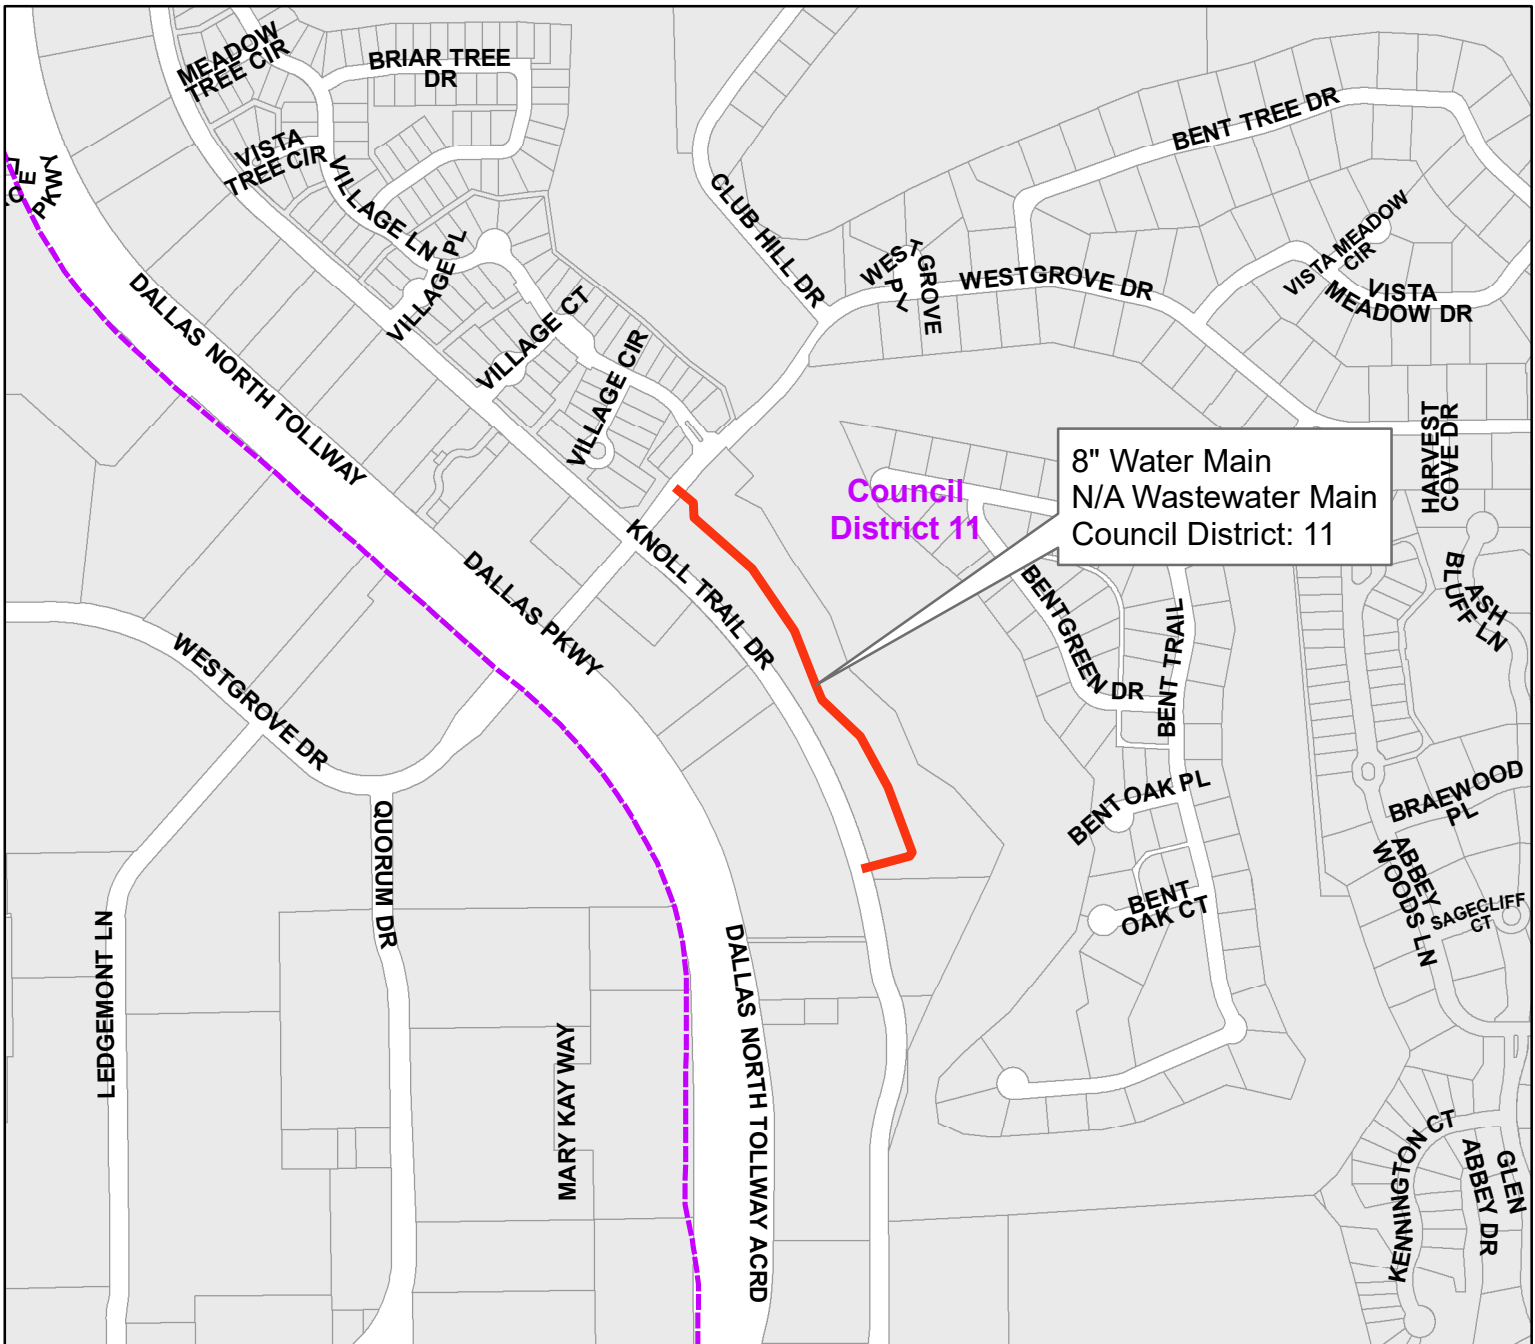 MEADOW
TREE CIR
BRIAR TREE
DR
BENT TREE DR
VISTA
TREE CIR
PKWY
VILLAGE LN
VILLAGE PL
CLUB HILL DR
WEST
GROVE
PL
WESTGROVE DR
VISTA MEADOW
CIR
VISTA
MEADOW DR
DALLAS NORTH TOLLWAY
VILLAGE CT
VILLAGE CIR
HARVEST
COVE DR
8" Water Main
N/A Wastewater Main
Council District: 11
Council
District 11
KNOLL TRAIL DR
DALLAS PKWY
BENTGREEN DR
BENT TRAIL
ASH
BLUFF LN
WESTGROVE DR
BENT OAK PL
BRAEWOOD
PL
QUORUM DR
ABBEY
WOODS LN
BENT
OAK CT
SAGECLIFF
CT
LEDGEMONT LN
DALLAS NORTH TOLLWAY ACRD
MARY KAY WAY
KENNINGTON CT
GLEN
ABBEY DR